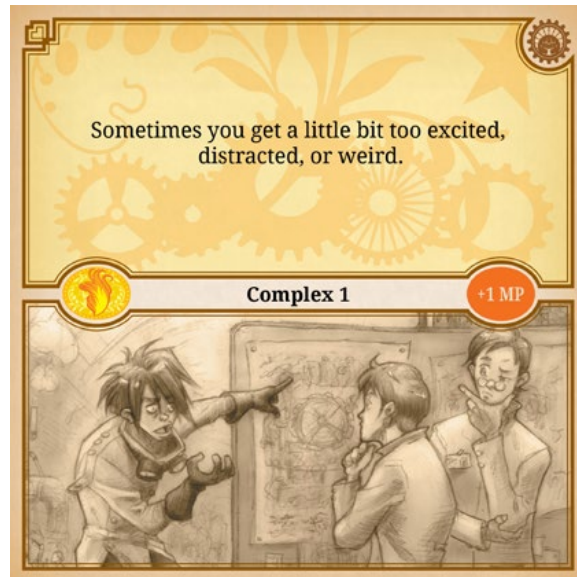 Sometimes you get a little bit too excited,
distracted, or weird.
Complex 1
+1 MP